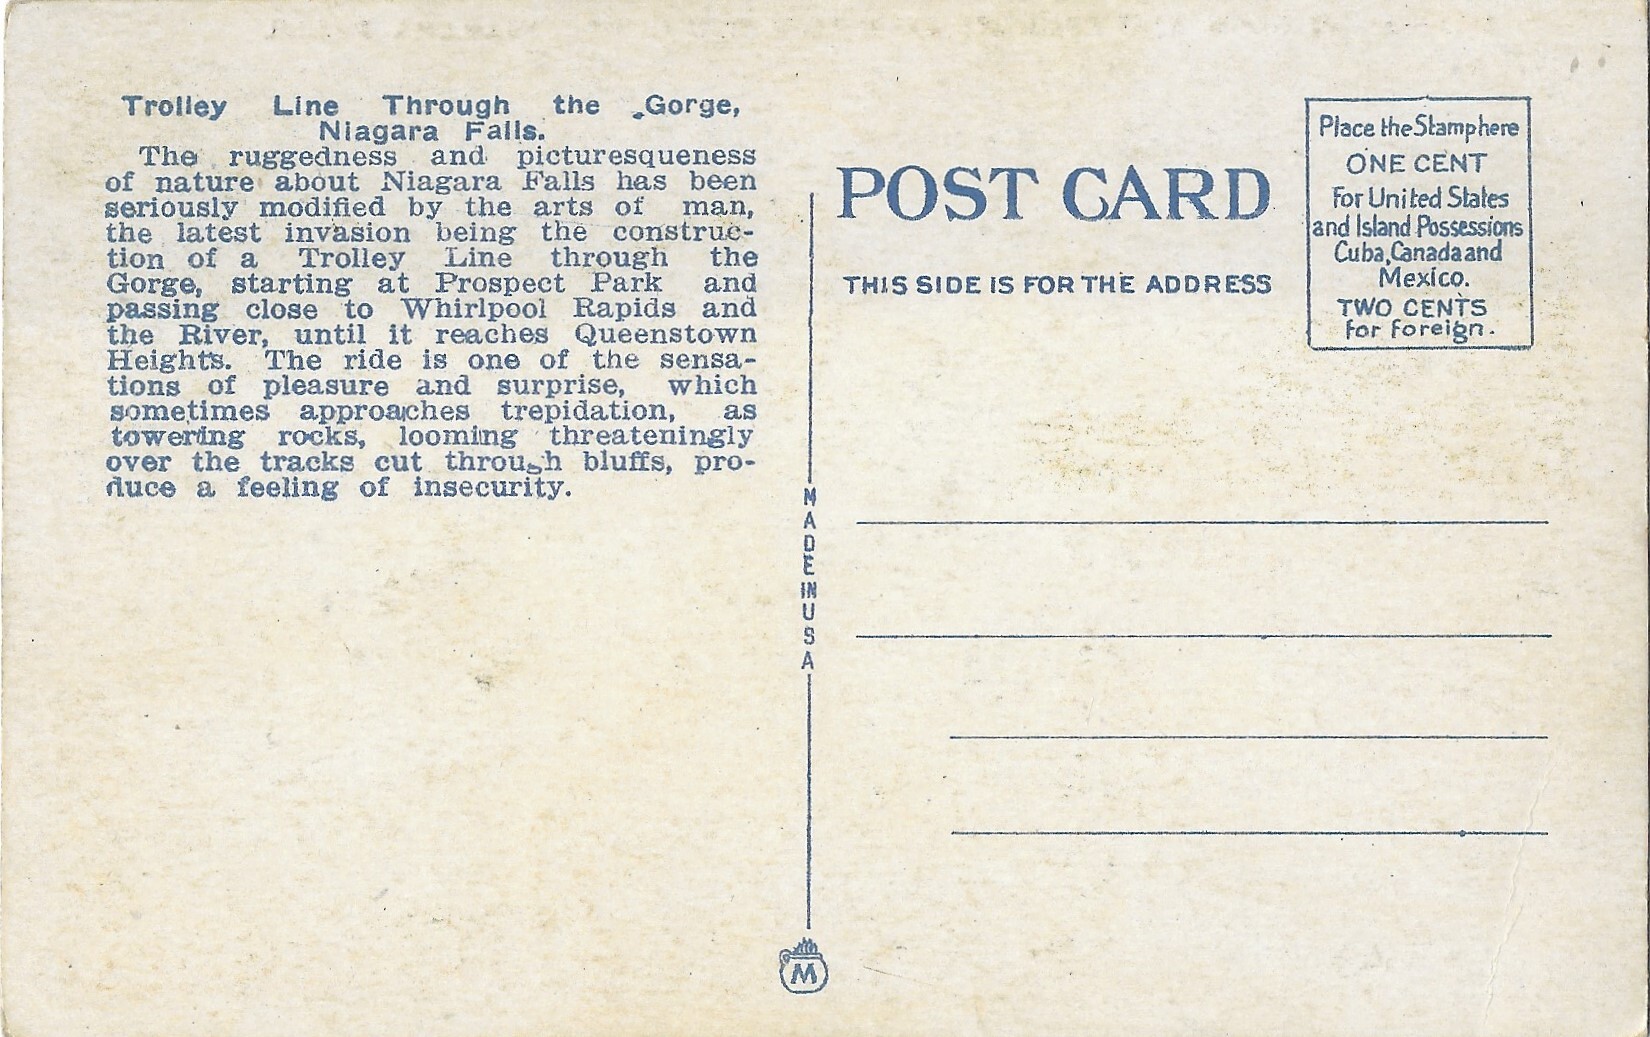 Trolley Line Through the Gorge,
Niagara Falls.
The ruggedness and picturesqueness
of nature about Niagara Falls has been
seriously modified by the arts of man,
the latest invasion being the construc-
tion of a Trolley Line through the
Gorge, starting at Prospect Park and
passing close to Whirlpool Rapids and
the River, until it reaches Queenstown
Heights. The ride is one of the sensa-
tions of pleasure and surprise, which
sometimes approaches trepidation, as
towering rocks, looming threateningly
over the tracks cut through bluffs, pro-
duce a feeling of insecurity.
MADE IN USA
M
POST CARD
THIS SIDE IS FOR THE ADDRESS
Place the Stamp here
ONE CENT
For United States
and Island Possessions
Cuba, Canada and
Mexico.
TWO CENTS
for foreign.